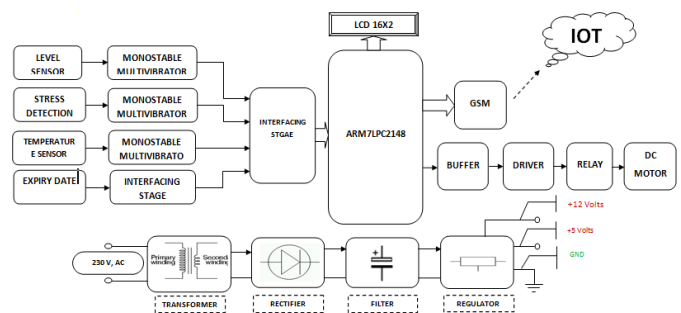 LCD 16X2
IOT
LEVEL
SENSOR
MONOSTABLE
MULTIVIBRATOR
STRESS
DETECTION
MONOSTABLE
MULTIVIBRATOR
TEMPERATUR
E SENSOR
MONOSTABLE
MULTIVIBRATO
EXPIRY DATE
INTERFACING
STAGE
INTERFACING
STGAE
ARM7LPC2148
GSM
BUFFER
DRIVER
RELAY
DC
MOTOR
230 V, AC
Primary
winding
Second
windin
TRANSFORMER
RECTIFIER
+
FILTER
REGULATOR
+12 Volts
+5 Volts
GND